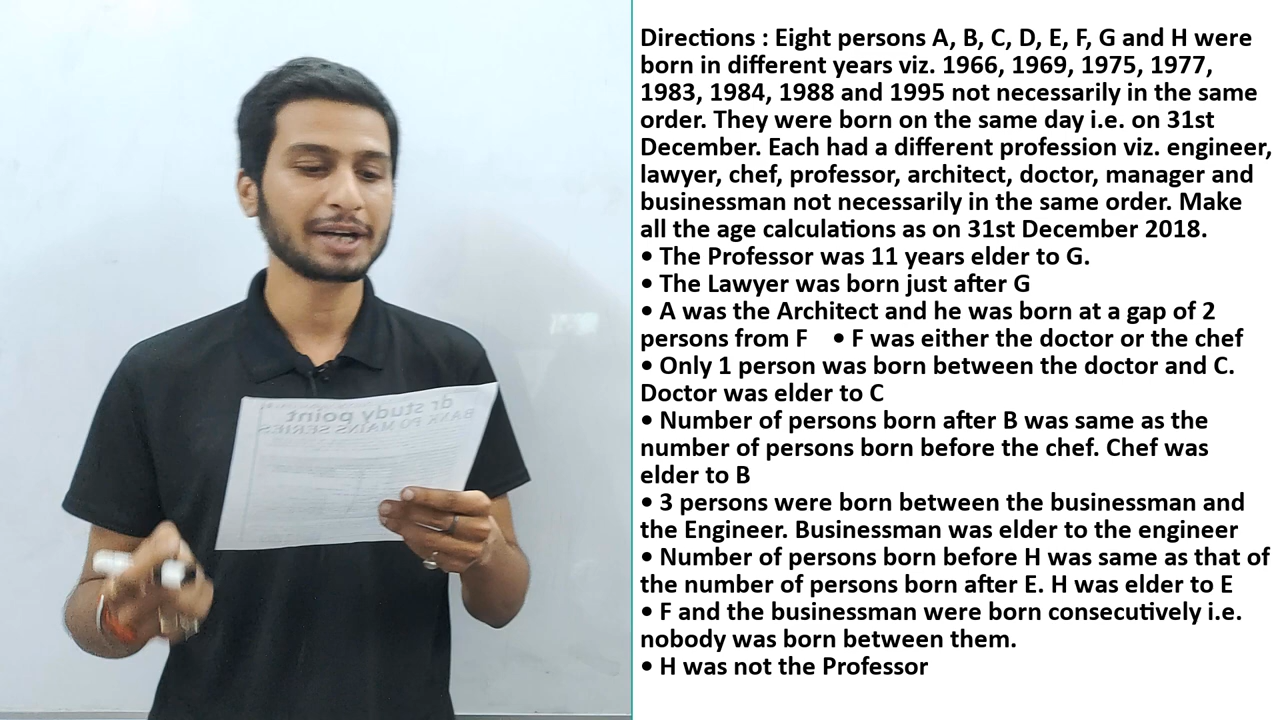 Directions : Eight persons A, B, C, D, E, F, G and H were
born in different years viz. 1966, 1969, 1975, 1977,
1983, 1984, 1988 and 1995 not necessarily in the same
order. They were born on the same day i.e. on 31st
December. Each had a different profession viz. engineer,
lawyer, chef, professor, architect, doctor, manager and
businessman not necessarily in the same order. Make
all the age calculations as on 31st December 2018.
• The Professor was 11 years elder to G.
• The Lawyer was born just after G
• A was the Architect and he was born at a gap of 2
persons from F • F was either the doctor or the chef
• Only 1 person was born between the doctor and C.
Doctor was elder to C
• Number of persons born after B was same as the
number of persons born before the chef. Chef was
elder to B
• 3 persons were born between the businessman and
the Engineer. Businessman was elder to the engineer
• Number of persons born before H was same as that of
the number of persons born after E. H was elder to E
• F and the businessman were born consecutively i.e.
nobody was born between them.
• H was not the Professor
dr study point
BANK PO MAINS SERIES